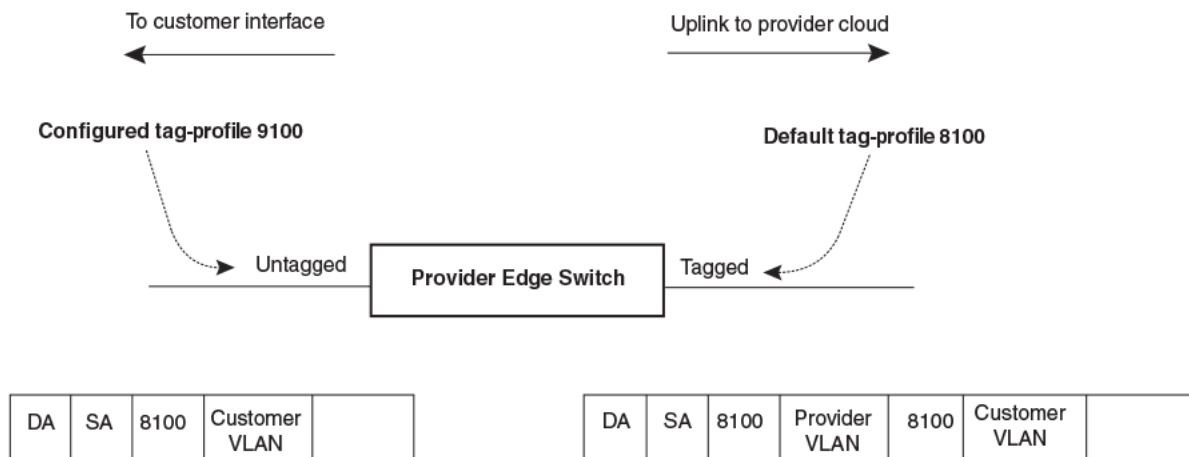 To customer interface
Uplink to provider cloud
Configured tag-profile 9100
Default tag-profile 8100
Untagged
Provider Edge Switch
Tagged
DA SA 8100 Customer VLAN
DA SA 8100 Provider VLAN 8100 Customer VLAN